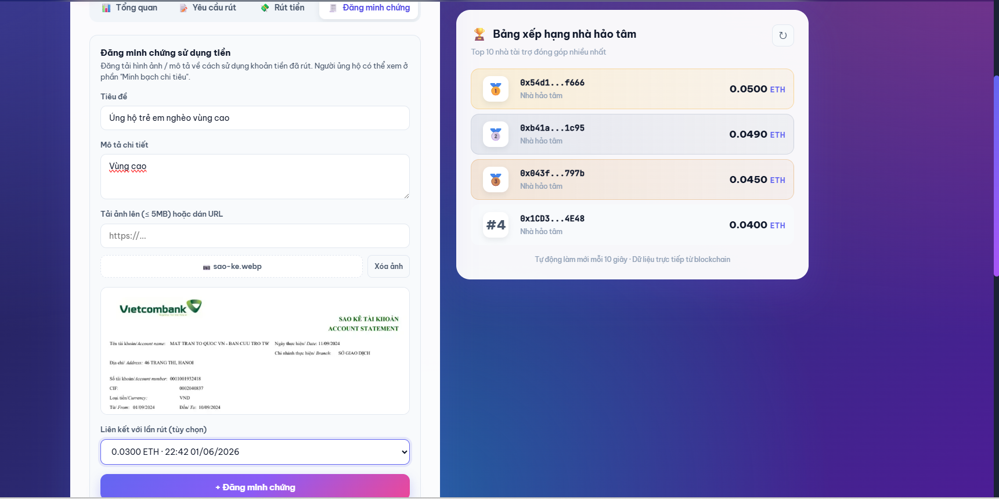 Tổng quan
Yêu cầu rút
Rút tiền
Đăng minh chứng
Đăng minh chứng sử dụng tiền
Đăng tải hình ảnh / mô tả về cách sử dụng khoản tiền đã rút. Người ủng hộ có thể xem ở
phần "Minh bạch chi tiêu".
Tiêu đề
Úng hộ trẻ em nghèo vùng cao
Mô tả chi tiết
Vùng cao
Tải ảnh lên (≤ 5MB) hoặc dán URL
https://...
sao-ke.webp
Xóa ảnh
Vietcombank
SAO KÊ TÀI KHOẢN
ACCOUNT STATEMENT
Tên tài khoản/Account name: MAT TRAN TO QUOC VN - BAN CUU TRO TW Ngày thực hiện/ Date: 11/09/2024
Chi nhánh thực hiện/ Branch: SỞ GIAO DỊCH
Địa chỉ/ Address: 46 TRANG THI, HANOI
Số tài khoản/Account number: 0011001932418
CIF: 0002040837
Loại tiền/Currency: VND
Từ/ From: 01/09/2024 Đến/ To: 10/09/2024
Liên kết với lần rút (tùy chọn)
0.0300 ETH · 22:42 01/06/2026
+ Đăng minh chứng
Bảng xếp hạng nhà hảo tâm
Top 10 nhà tài trợ đóng góp nhiều nhất
1
0x54d1...f666
Nhà hảo tâm
0.0500 ETH
2
0xb41a...1c95
Nhà hảo tâm
0.0490 ETH
3
0x043f...797b
Nhà hảo tâm
0.0450 ETH
#4
0x1CD3...4E48
Nhà hảo tâm
0.0400 ETH
Tự động làm mới mỗi 10 giây · Dữ liệu trực tiếp từ blockchain